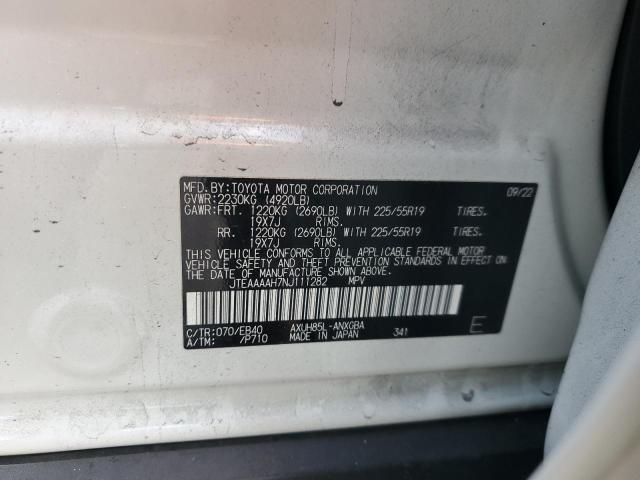 MFD.BY:TOYOTA MOTOR CORPORATION 09/22
GVWR:2230KG (4920LB)
GAWR:FRT. 1220KG (2690LB) WITH 225/55R19 TIRES.
19X7J RIMS.
RR. 1220KG (2690LB) WITH 225/55R19 TIRES.
19X7J RIMS.
THIS VEHICLE CONFORMS TO ALL APPLICABLE FEDERAL MOTOR
VEHICLE SAFETY AND THEFT PREVENTION STANDARDS IN EFFECT ON THE
DATE OF MANUFACTURE SHOWN ABOVE.
JTEAAAAH7NJ111282 MPV
C/TR:070/EB40 AXUH85L-ANXGBA
A/TM: 7P710 MADE IN JAPAN 341 E